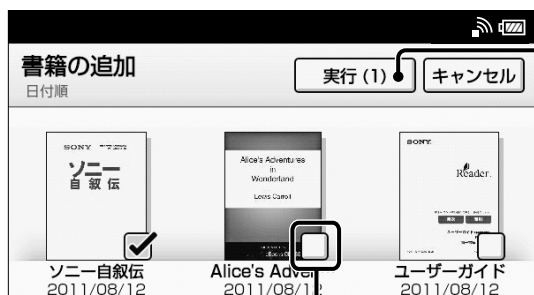 書籍の追加
日付順
実行 (1)
キャンセル
SONY
ソニー
自叙伝
Alice's Adventures
in
Wonderland
Lewis Carroll
SONY
Reader
ソニー自叙伝
2011/08/12
Alice's Adven
2011/08/12
ユーザーガイド
2011/08/12